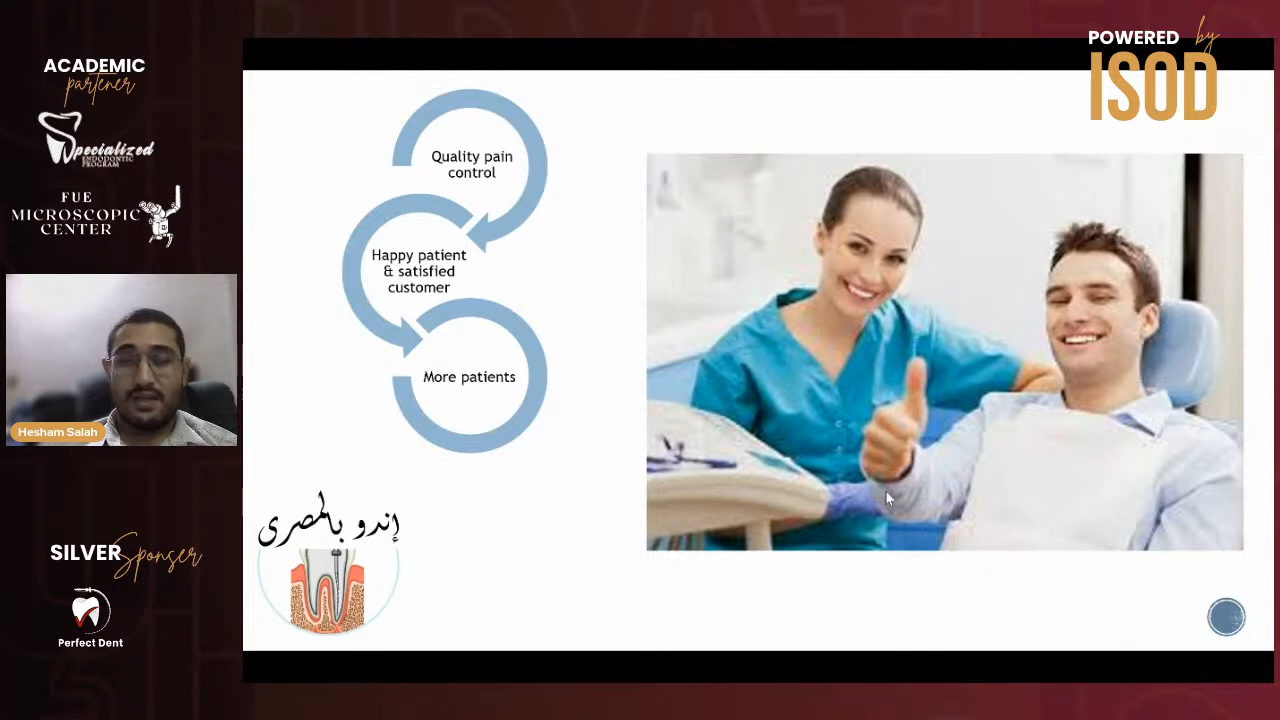 ACADEMIC
partener
Specialized
ENDODONTIC
PROGRAM
FUE
MICROSCOPIC
CENTER
Hesham Salah
SILVER Sponser
Perfect Dent
POWERED by
ISOD
Quality pain
control
Happy patient
& satisfied
customer
More patients
إندو بالمصرى